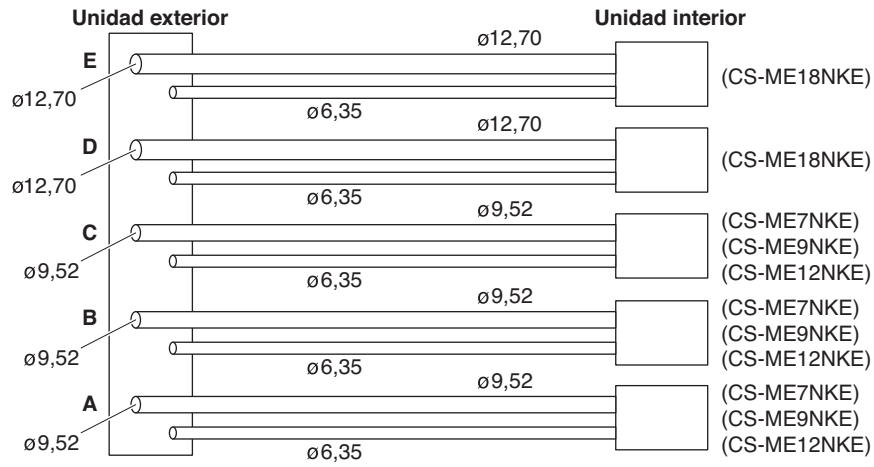 Unidad exterior
Unidad interior
E
ø12,70
ø12,70
ø6,35
(CS-ME18NKE)
D
ø12,70
ø12,70
ø6,35
(CS-ME18NKE)
C
ø9,52
ø9,52
ø6,35
(CS-ME7NKE)
(CS-ME9NKE)
(CS-ME12NKE)
B
ø9,52
ø9,52
ø6,35
(CS-ME7NKE)
(CS-ME9NKE)
(CS-ME12NKE)
A
ø9,52
ø9,52
ø6,35
(CS-ME7NKE)
(CS-ME9NKE)
(CS-ME12NKE)